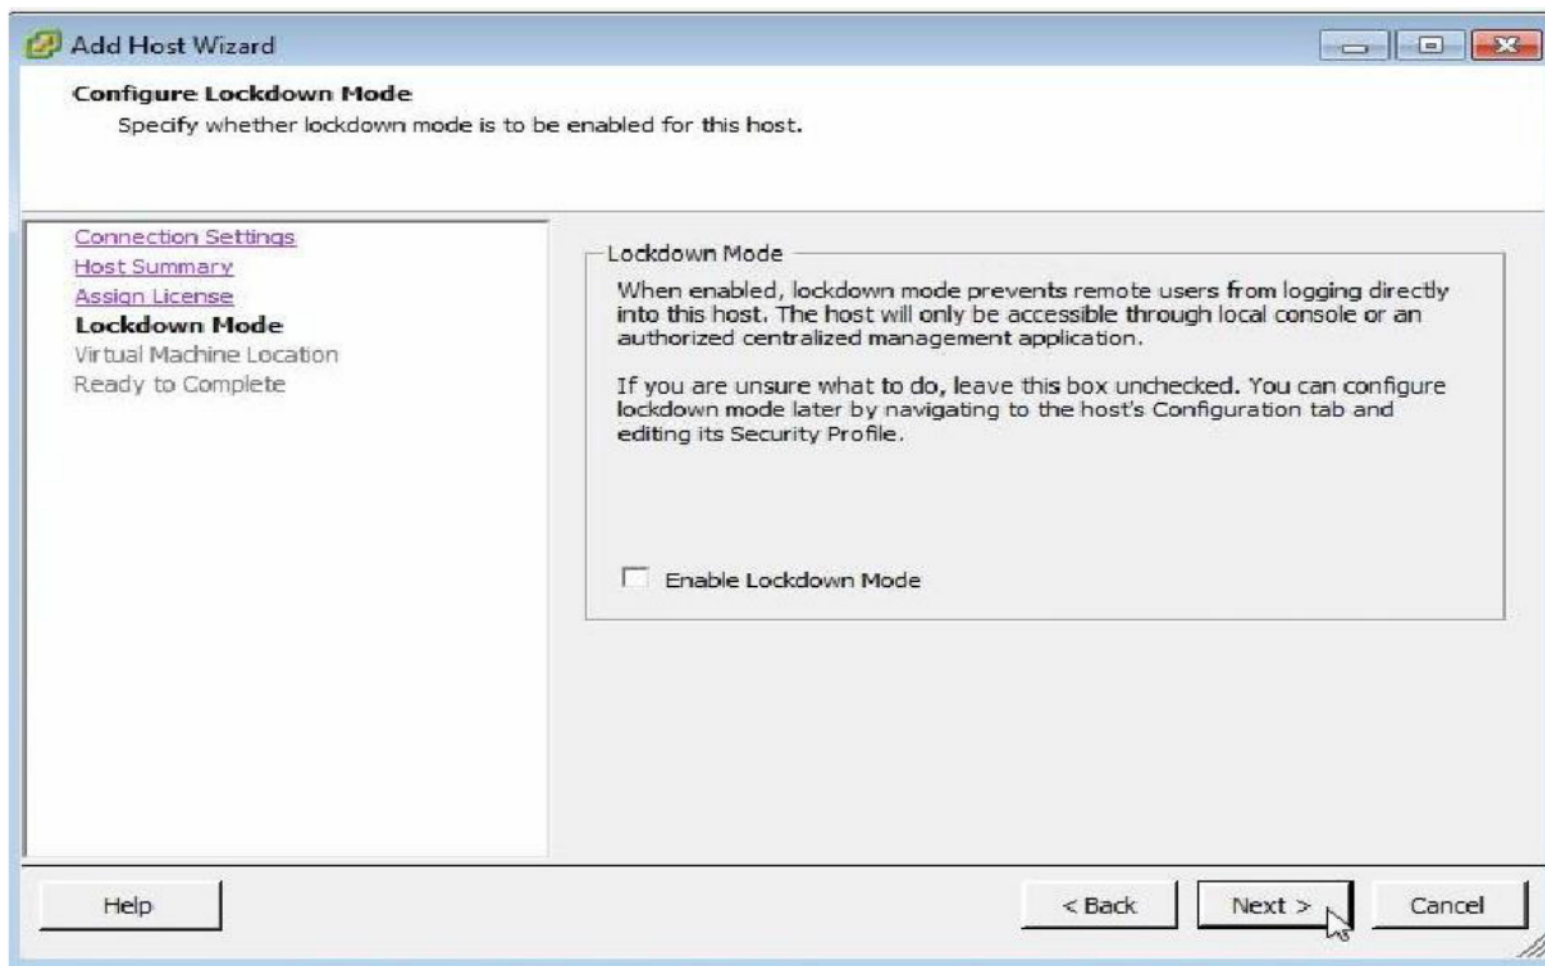 Add Host Wizard
Configure Lockdown Mode
Specify whether lockdown mode is to be enabled for this host.
Connection Settings
Host Summary
Assign License
Lockdown Mode
Virtual Machine Location
Ready to Complete
Lockdown Mode
When enabled, lockdown mode prevents remote users from logging directly
into this host. The host will only be accessible through local console or an
authorized centralized management application.
If you are unsure what to do, leave this box unchecked. You can configure
lockdown mode later by navigating to the host's Configuration tab and
editing its Security Profile.
Enable Lockdown Mode
Help
< Back
Next >
Cancel